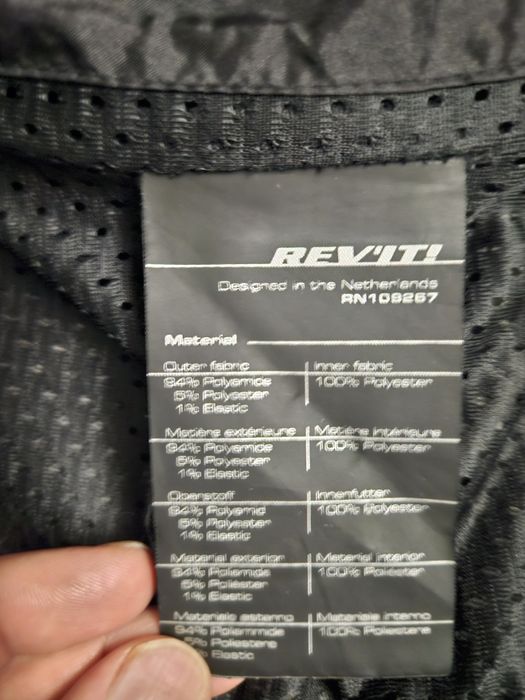 REV'IT!
Designed in the Netherlands
RN109267
Material
Outer fabric
94% Polyamide
5% Polyester
1% Elastic
Inner fabric
100% Polyester
Matière extérieure
94% Polyamide
5% Polyester
1% Elastic
Matière intérieure
100% Polyester
Oberstoff
94% Polyamid
5% Polyester
1% Elastic
Innenfutter
100% Polyester
Material exterior
94% Poliamide
5% Poliéster
1% Elastic
Material interior
100% Poliéster
Materiale esterno
94% Poliammide
5% Poliestere
Elastic
Materiale interno
100% Poliestere